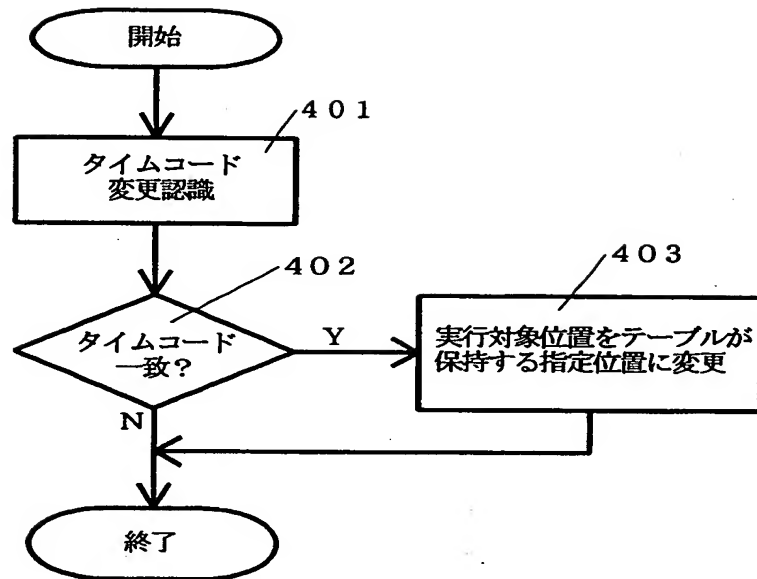 開始
４０１
タイムコード
変更認識
４０２
タイムコード
一致？
Y
N
４０３
実行対象位置をテーブルが
保持する指定位置に変更
終了